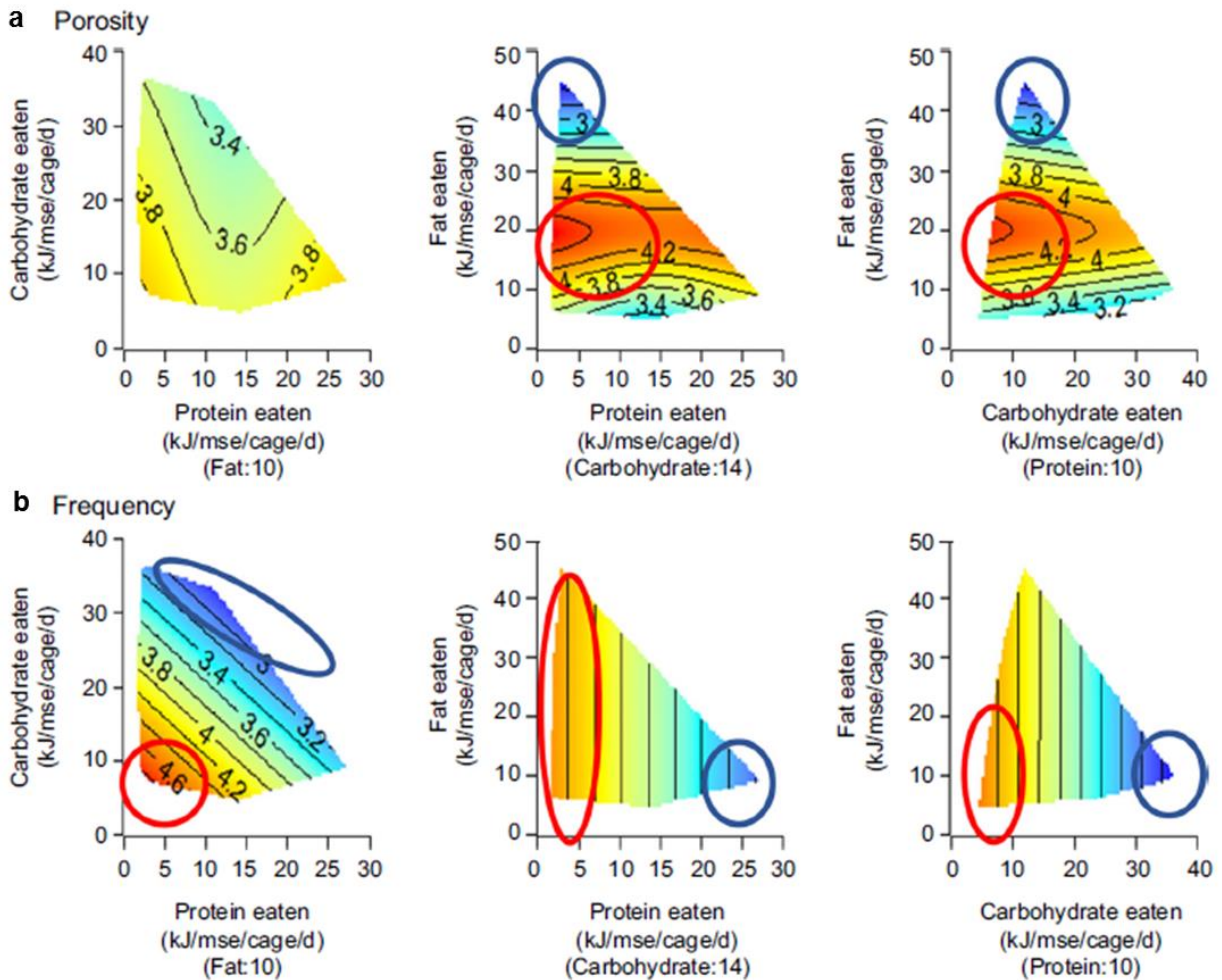 a Porosity
40
30
20
10
0
3.4
3.8
3.6
3.8
0 5 10 15 20 25 30
Carbohydrate eaten
(kJ/mse/cage/d)
Protein eaten
(kJ/mse/cage/d)
(Fat:10)
50
40
30
20
10
0
3
3.8
4
4.2
4
3.8
3.4
3.6
0 5 10 15 20 25 30
Fat eaten
(kJ/mse/cage/d)
Protein eaten
(kJ/mse/cage/d)
(Carbohydrate:14)
50
40
30
20
10
0
3
3.8
4
4.2
4
3.4
3.2
0 10 20 30 40
Fat eaten
(kJ/mse/cage/d)
Carbohydrate eaten
(kJ/mse/cage/d)
(Protein:10)
b Frequency
40
30
20
10
0
3
3.8
3.4
3.2
3.6
4
4.6
4.2
0 5 10 15 20 25 30
Carbohydrate eaten
(kJ/mse/cage/d)
Protein eaten
(kJ/mse/cage/d)
(Fat:10)
50
40
30
20
10
0
0 5 10 15 20 25 30
Fat eaten
(kJ/mse/cage/d)
Protein eaten
(kJ/mse/cage/d)
(Carbohydrate:14)
50
40
30
20
10
0
0 10 20 30 40
Fat eaten
(kJ/mse/cage/d)
Carbohydrate eaten
(kJ/mse/cage/d)
(Protein:10)